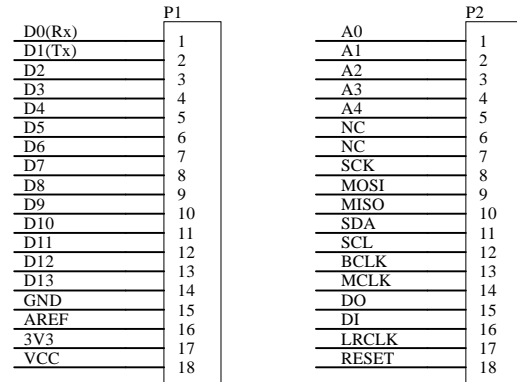 P1
D0(Rx) 1
D1(Tx) 2
D2 3
D3 4
D4 5
D5 6
D6 7
D7 8
D8 9
D9 10
D10 11
D11 12
D12 13
D13 14
GND 15
AREF 16
3V3 17
VCC 18
P2
A0 1
A1 2
A2 3
A3 4
A4 5
NC 6
NC 7
SCK 8
MOSI 9
MISO 10
SDA 11
SCL 12
BCLK 13
MCLK 14
DO 15
DI 16
LRCLK 17
RESET 18